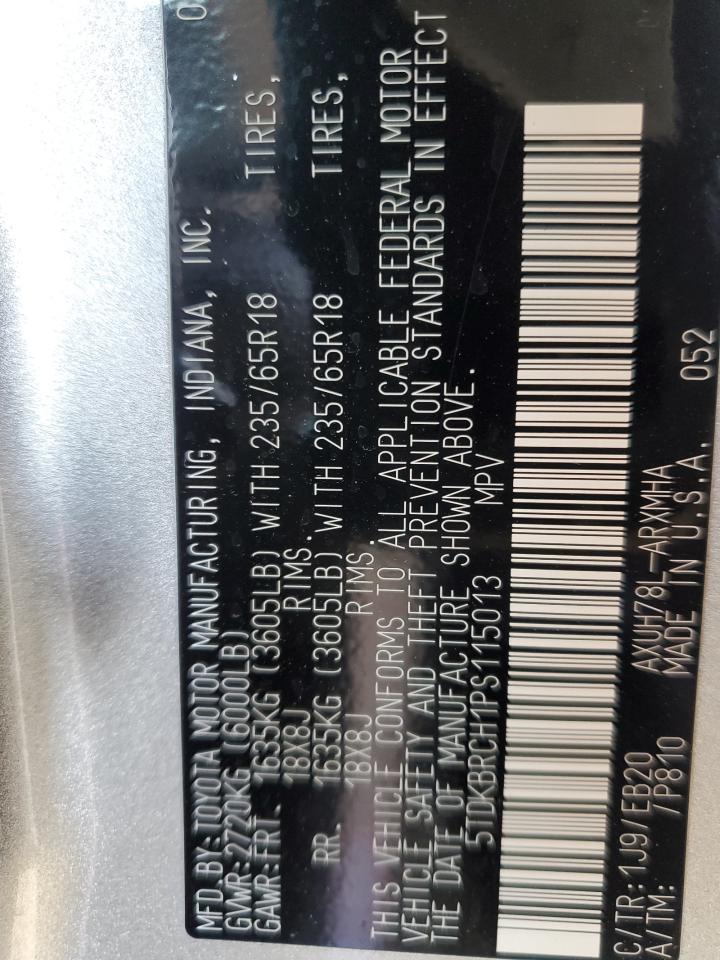 MFD.BY:TOYOTA MOTOR MANUFACTURING, INDIANA, INC. 0
GVWR:2720KG (6000LB)
GAWR:FRT. 1635KG (3605LB) WITH 235/65R18 TIRES,
18X8J RIMS.
RR. 1635KG (3605LB) WITH 235/65R18 TIRES,
18X8J RIMS.
THIS VEHICLE CONFORMS TO ALL APPLICABLE FEDERAL MOTOR
VEHICLE SAFETY AND THEFT PREVENTION STANDARDS IN EFFECT
THE DATE OF MANUFACTURE SHOWN ABOVE.
5TDKBRCH1PS115013 MPV
C/TR:1J9/EB20 AXUH78L-ARXMHA 052
A/TM: /P810 MADE IN U.S.A.